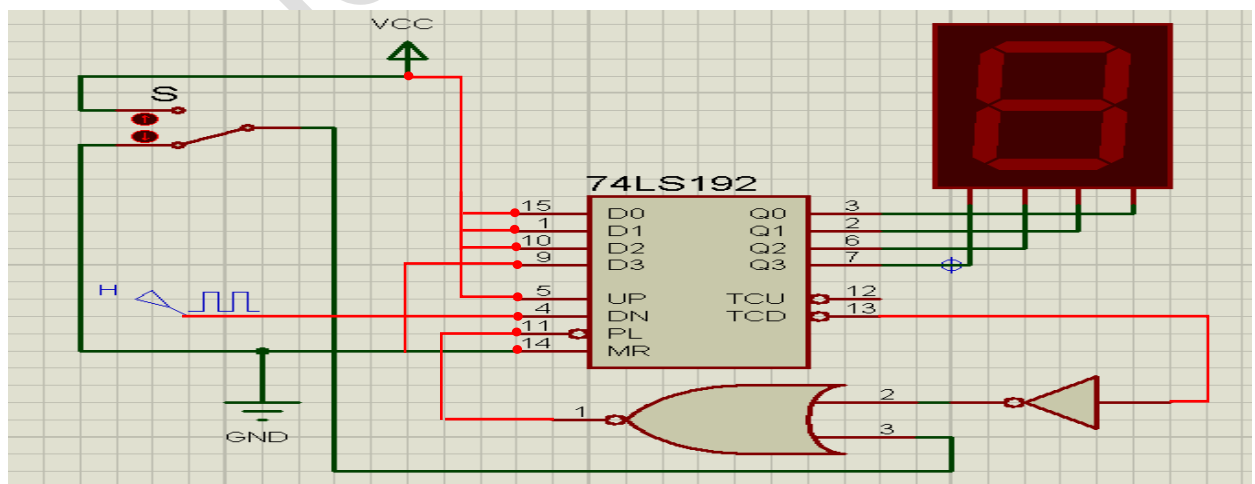 VCC
S
74LS192
15 D0 Q0 3
1 D1 Q1 2
10 D2 Q2 6
9 D3 Q3 7
H
5 UP TCU 12
4 DN TCD 13
11 PL
14 MR
1
2
3
GND